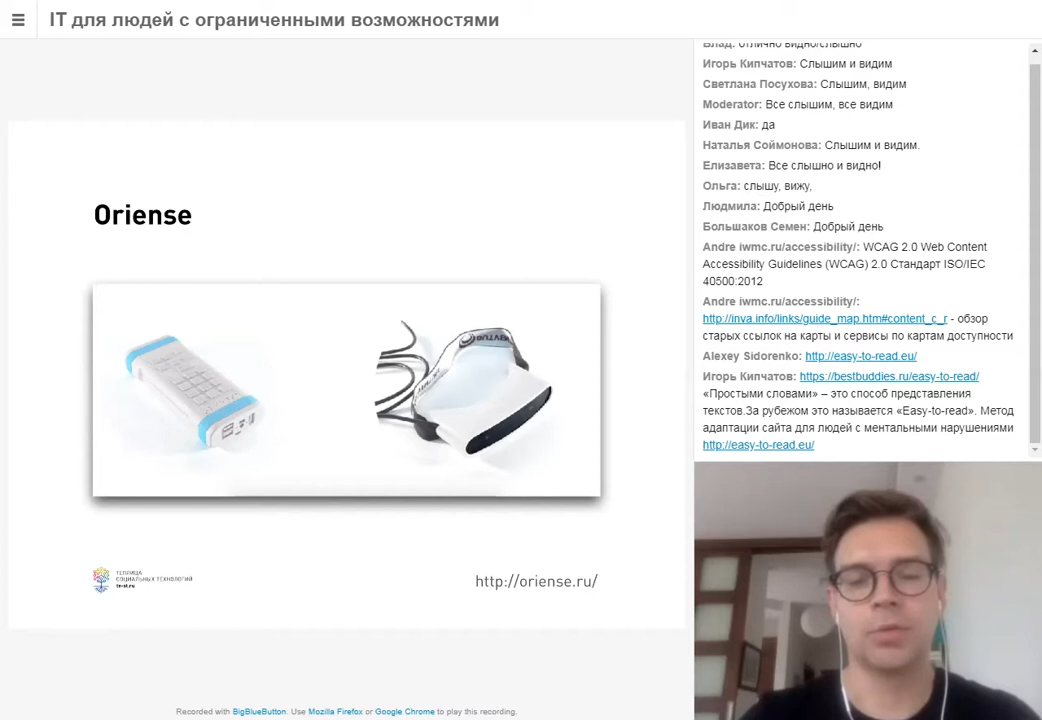 IT для людей с ограниченными возможностями
Влад: отлично видно/слышно
Игорь Кипчатов: Слышим и видим
Светлана Посухова: Слышим, видим
Moderator: Все слышим, все видим
Иван Дик: да
Наталья Соймонова: Слышим и видим.
Елизавета: Все слышно и видно!
Ольга: слышу, вижу,
Людмила: Добрый день
Большаков Семен: Добрый день
Andre iwmc.ru/accessibility/: WCAG 2.0 Web Content
Accessibility Guidelines (WCAG) 2.0 Стандарт ISO/IEC
40500:2012
Andre iwmc.ru/accessibility/:
http://inva.info/links/guide_map.htm#content_c_r - обзор
старых ссылок на карты и сервисы по картам доступности
Alexey Sidorenko: http://easy-to-read.eu/
Игорь Кипчатов: https://bestbuddies.ru/easy-to-read/
«Простыми словами» – это способ представления
текстов.За рубежом это называется «Easy-to-read». Метод
адаптации сайта для людей с ментальными нарушениями
http://easy-to-read.eu/
Oriense
ТЕПЛИЦА
СОЦИАЛЬНЫХ ТЕХНОЛОГИЙ
te-st.ru
http://oriense.ru/
Recorded with BigBlueButton. Use Mozilla Firefox or Google Chrome to play this recording.